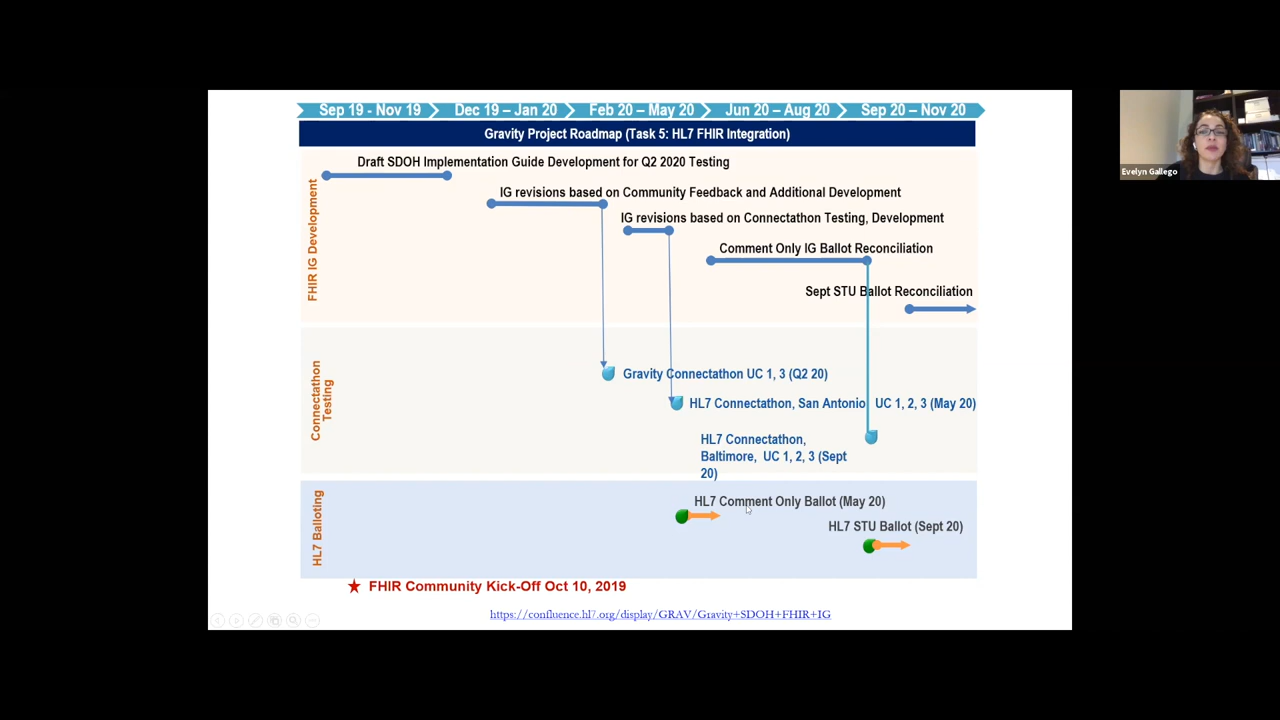 Sep 19 - Nov 19
Dec 19 – Jan 20
Feb 20 – May 20
Jun 20 – Aug 20
Sep 20 – Nov 20
Gravity Project Roadmap (Task 5: HL7 FHIR Integration)
FHIR IG Development
Draft SDOH Implementation Guide Development for Q2 2020 Testing
IG revisions based on Community Feedback and Additional Development
IG revisions based on Connectathon Testing, Development
Comment Only IG Ballot Reconciliation
Sept STU Ballot Reconciliation
Connectathon
Testing
Gravity Connectathon UC 1, 3 (Q2 20)
HL7 Connectathon, San Antonio UC 1, 2, 3 (May 20)
HL7 Connectathon,
Baltimore, UC 1, 2, 3 (Sept
20)
HL7 Balloting
HL7 Comment Only Ballot (May 20)
HL7 STU Ballot (Sept 20)
FHIR Community Kick-Off Oct 10, 2019
https://confluence.hl7.org/display/GRAV/Gravity+SDOH+FHIR+IG
Evelyn Gallego